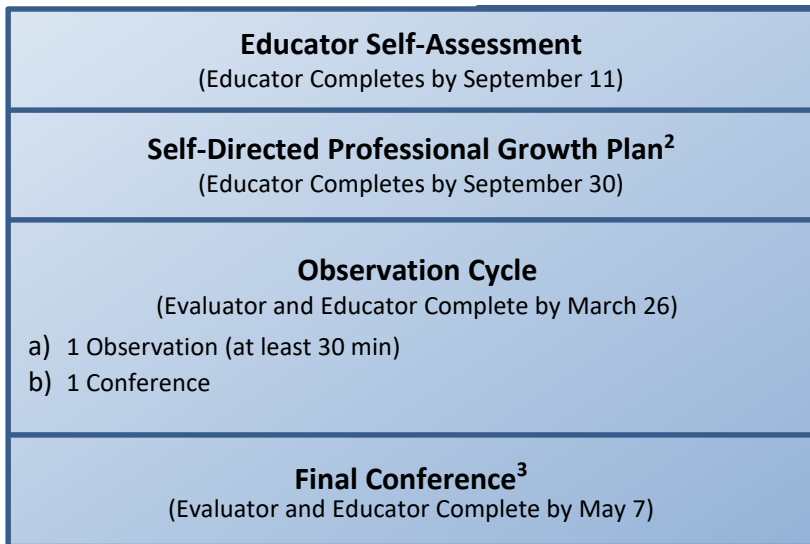 Educator Self-Assessment
(Educator Completes by September 11)
Self-Directed Professional Growth Plan²
(Educator Completes by September 30)
Observation Cycle
(Evaluator and Educator Complete by March 26)
a) 1 Observation (at least 30 min)
b) 1 Conference
Final Conference³
(Evaluator and Educator Complete by May 7)